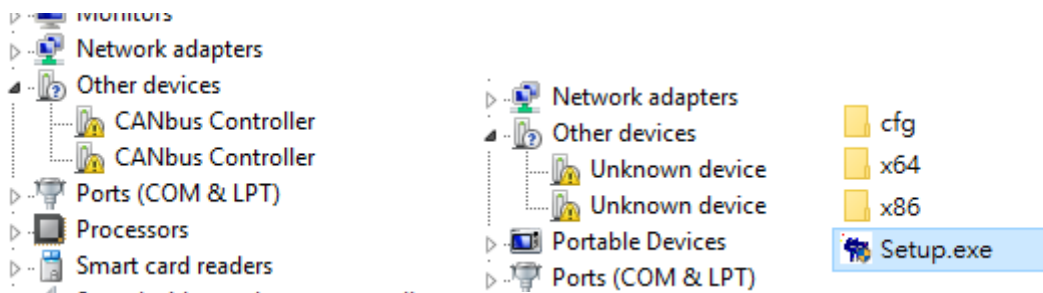 Monitors
Network adapters
Other devices
CANbus Controller
CANbus Controller
Ports (COM & LPT)
Processors
Smart card readers
Network adapters
Other devices
Unknown device
Unknown device
Portable Devices
Ports (COM & LPT)
cfg
x64
x86
Setup.exe